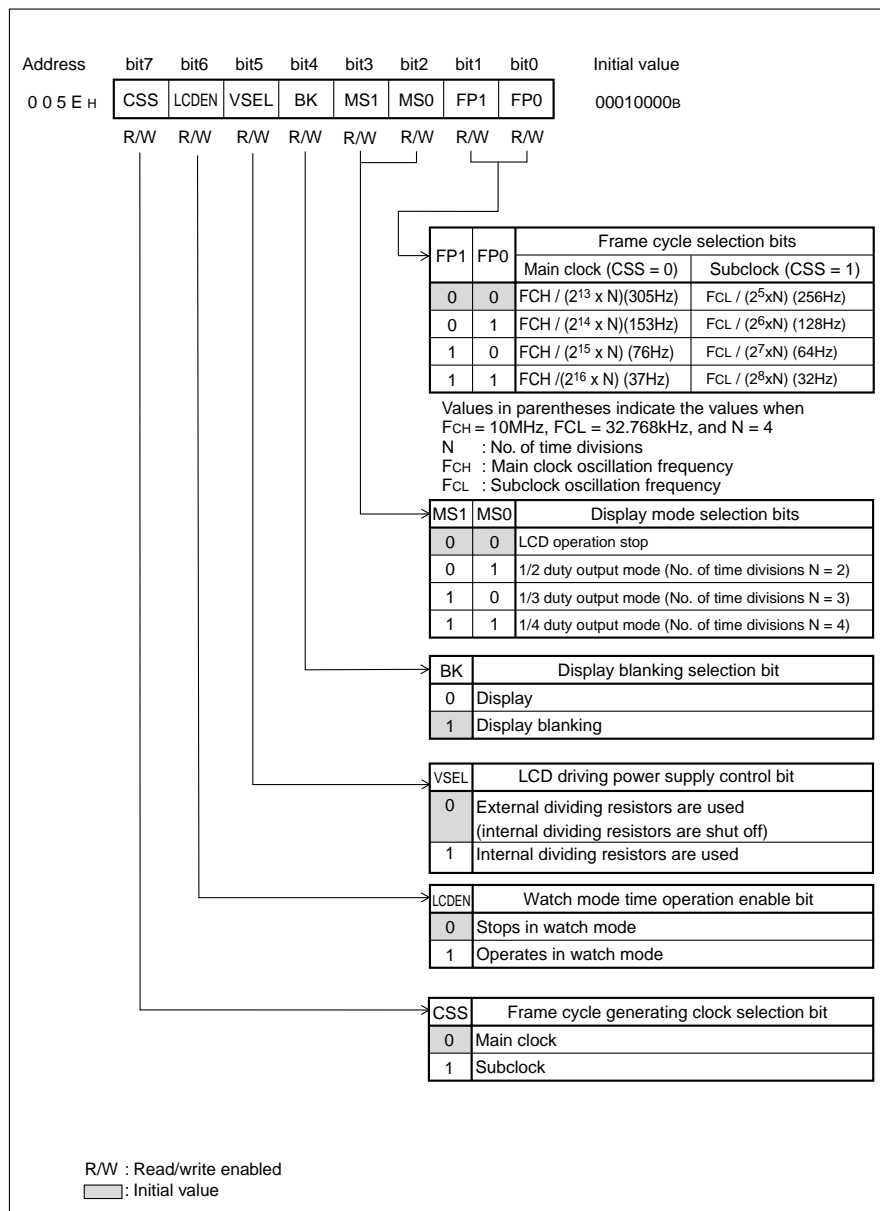 Address bit7 bit6 bit5 bit4 bit3 bit2 bit1 bit0 Initial value
0 0 5 E H CSS LCDEN VSEL BK MS1 MS0 FP1 FP0 00010000B
R/W R/W R/W R/W R/W R/W R/W R/W
FP1 FP0 Frame cycle selection bits
Main clock (CSS = 0) Subclock (CSS = 1)
0 0 FCH / (2¹³ x N)(305Hz) FCL / (2⁵xN) (256Hz)
0 1 FCH / (2¹⁴ x N)(153Hz) FCL / (2⁶xN) (128Hz)
1 0 FCH / (2¹⁵ x N) (76Hz) FCL / (2⁷xN) (64Hz)
1 1 FCH /(2¹⁶ x N) (37Hz) FCL / (2⁸xN) (32Hz)
Values in parentheses indicate the values when
FCH = 10MHz, FCL = 32.768kHz, and N = 4
N : No. of time divisions
FCH : Main clock oscillation frequency
FCL : Subclock oscillation frequency
MS1 MS0 Display mode selection bits
0 0 LCD operation stop
0 1 1/2 duty output mode (No. of time divisions N = 2)
1 0 1/3 duty output mode (No. of time divisions N = 3)
1 1 1/4 duty output mode (No. of time divisions N = 4)
BK Display blanking selection bit
0 Display
1 Display blanking
VSEL LCD driving power supply control bit
0 External dividing resistors are used
(internal dividing resistors are shut off)
1 Internal dividing resistors are used
LCDEN Watch mode time operation enable bit
0 Stops in watch mode
1 Operates in watch mode
CSS Frame cycle generating clock selection bit
0 Main clock
1 Subclock
R/W : Read/write enabled
: Initial value